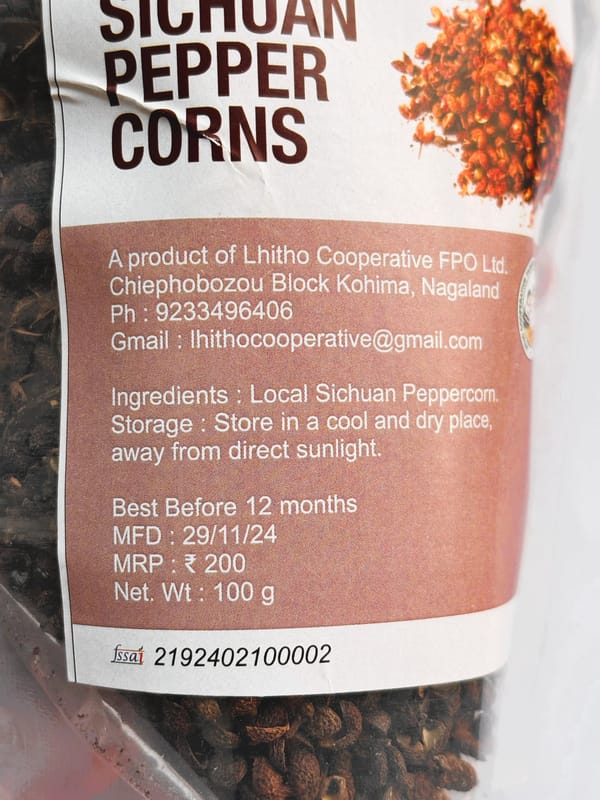 SICHUAN
PEPPER
CORNS
A product of Lhitho Cooperative FPO Ltd.
Chiephobozou Block Kohima, Nagaland
Ph : 9233496406
Gmail : lhithocooperative@gmail.com
Ingredients : Local Sichuan Peppercorn.
Storage : Store in a cool and dry place,
away from direct sunlight.
Best Before 12 months
MFD : 29/11/24
MRP : ₹ 200
Net. Wt : 100 g
fssai 2192402100002